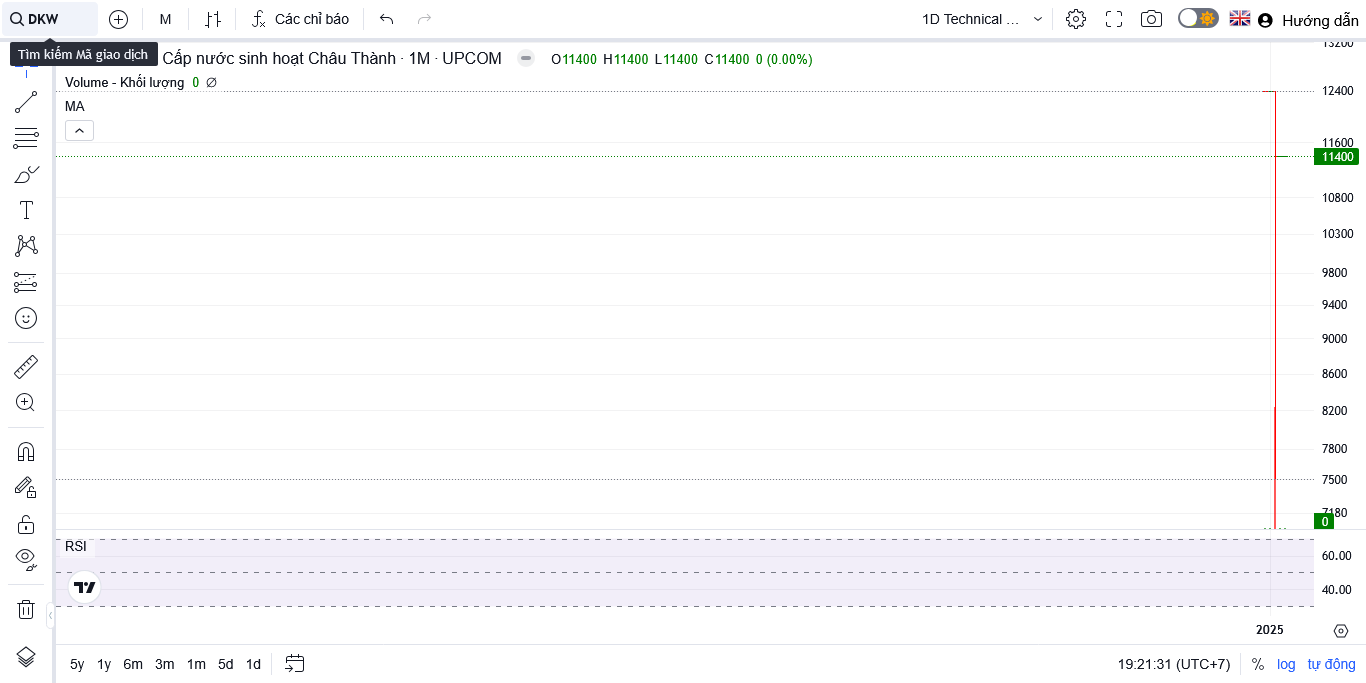 DKW
M
Các chỉ báo
1D Technical ...
Hướng dẫn
Tìm kiếm Mã giao dịch
Cấp nước sinh hoạt Châu Thành · 1M · UPCOM
O11400 H11400 L11400 C11400 0 (0.00%)
Volume - Khối lượng 0 ∅
MA
13200
12400
11600
11400
10800
10300
9800
9400
9000
8600
8200
7800
7500
7180
0
RSI
60.00
40.00
2025
5y 1y 6m 3m 1m 5d 1d
19:21:31 (UTC+7)
% log tự động